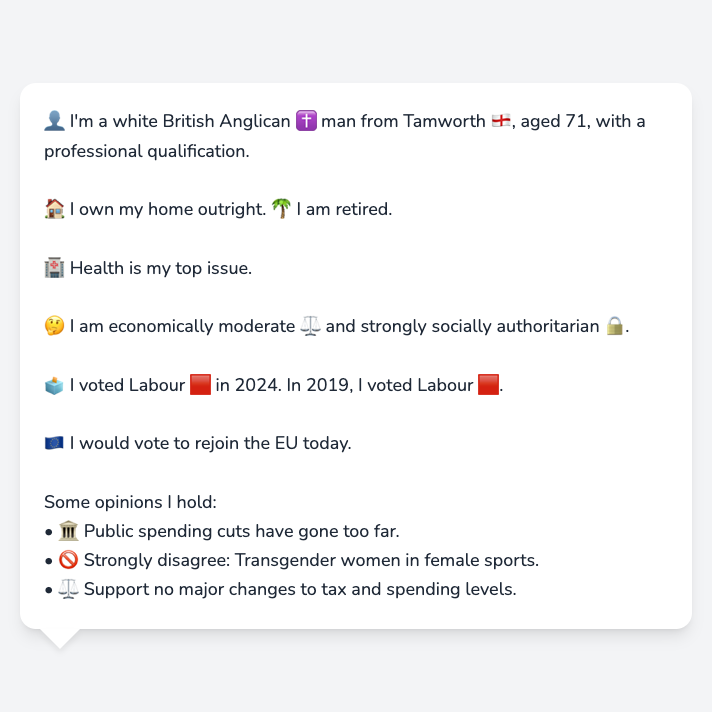 👤 I'm a white British Anglican ✝️ man from Tamworth 🏴󠁧󠁢󠁥󠁮󠁧󠁿, aged 71, with a
professional qualification.
🏠 I own my home outright. 🌴 I am retired.
🏥 Health is my top issue.
🤔 I am economically moderate ⚖️ and strongly socially authoritarian 🔒.
🗳️ I voted Labour 🟥 in 2024. In 2019, I voted Labour 🟥.
🇪🇺 I would vote to rejoin the EU today.
Some opinions I hold:
• 🏛️ Public spending cuts have gone too far.
• 🚫 Strongly disagree: Transgender women in female sports.
• ⚖️ Support no major changes to tax and spending levels.